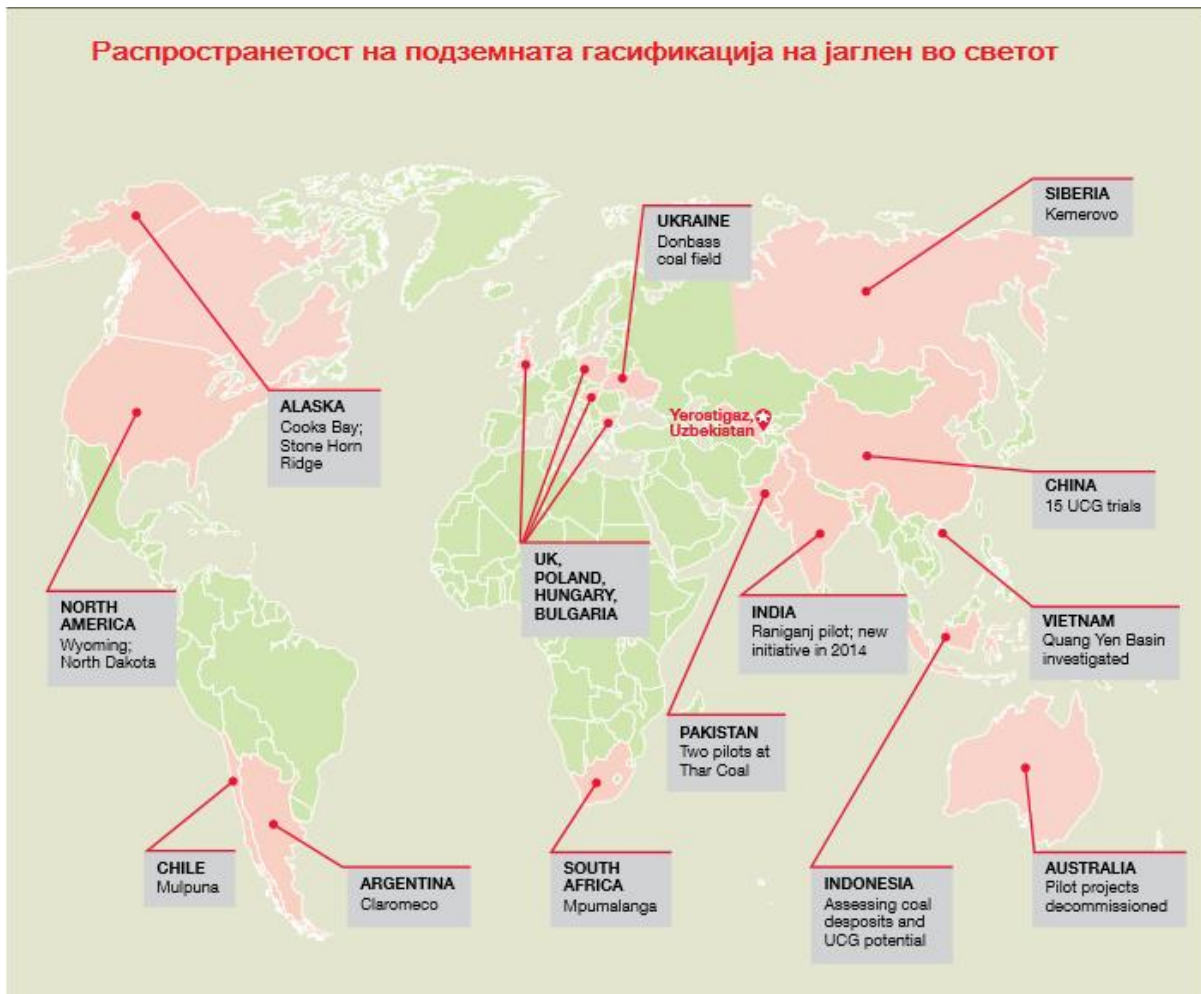 Распространетост на подземната гасификација на јаглен во светот
SIBERIA
Kemerovo
UKRAINE
Donbass
coal field
ALASKA
Cooks Bay;
Stone Horn
Ridge
Yerostigaz,
Uzbekistan
CHINA
15 UCG trials
UK,
POLAND,
HUNGARY,
BULGARIA
NORTH
AMERICA
Wyoming;
North Dakota
INDIA
Raniganj pilot; new
initiative in 2014
VIETNAM
Quang Yen Basin
investigated
PAKISTAN
Two pilots at
Thar Coal
CHILE
Mulpuna
ARGENTINA
Claromeco
SOUTH
AFRICA
Mpumalanga
INDONESIA
Assessing coal
desposits and
UCG potential
AUSTRALIA
Pilot projects
decommissioned